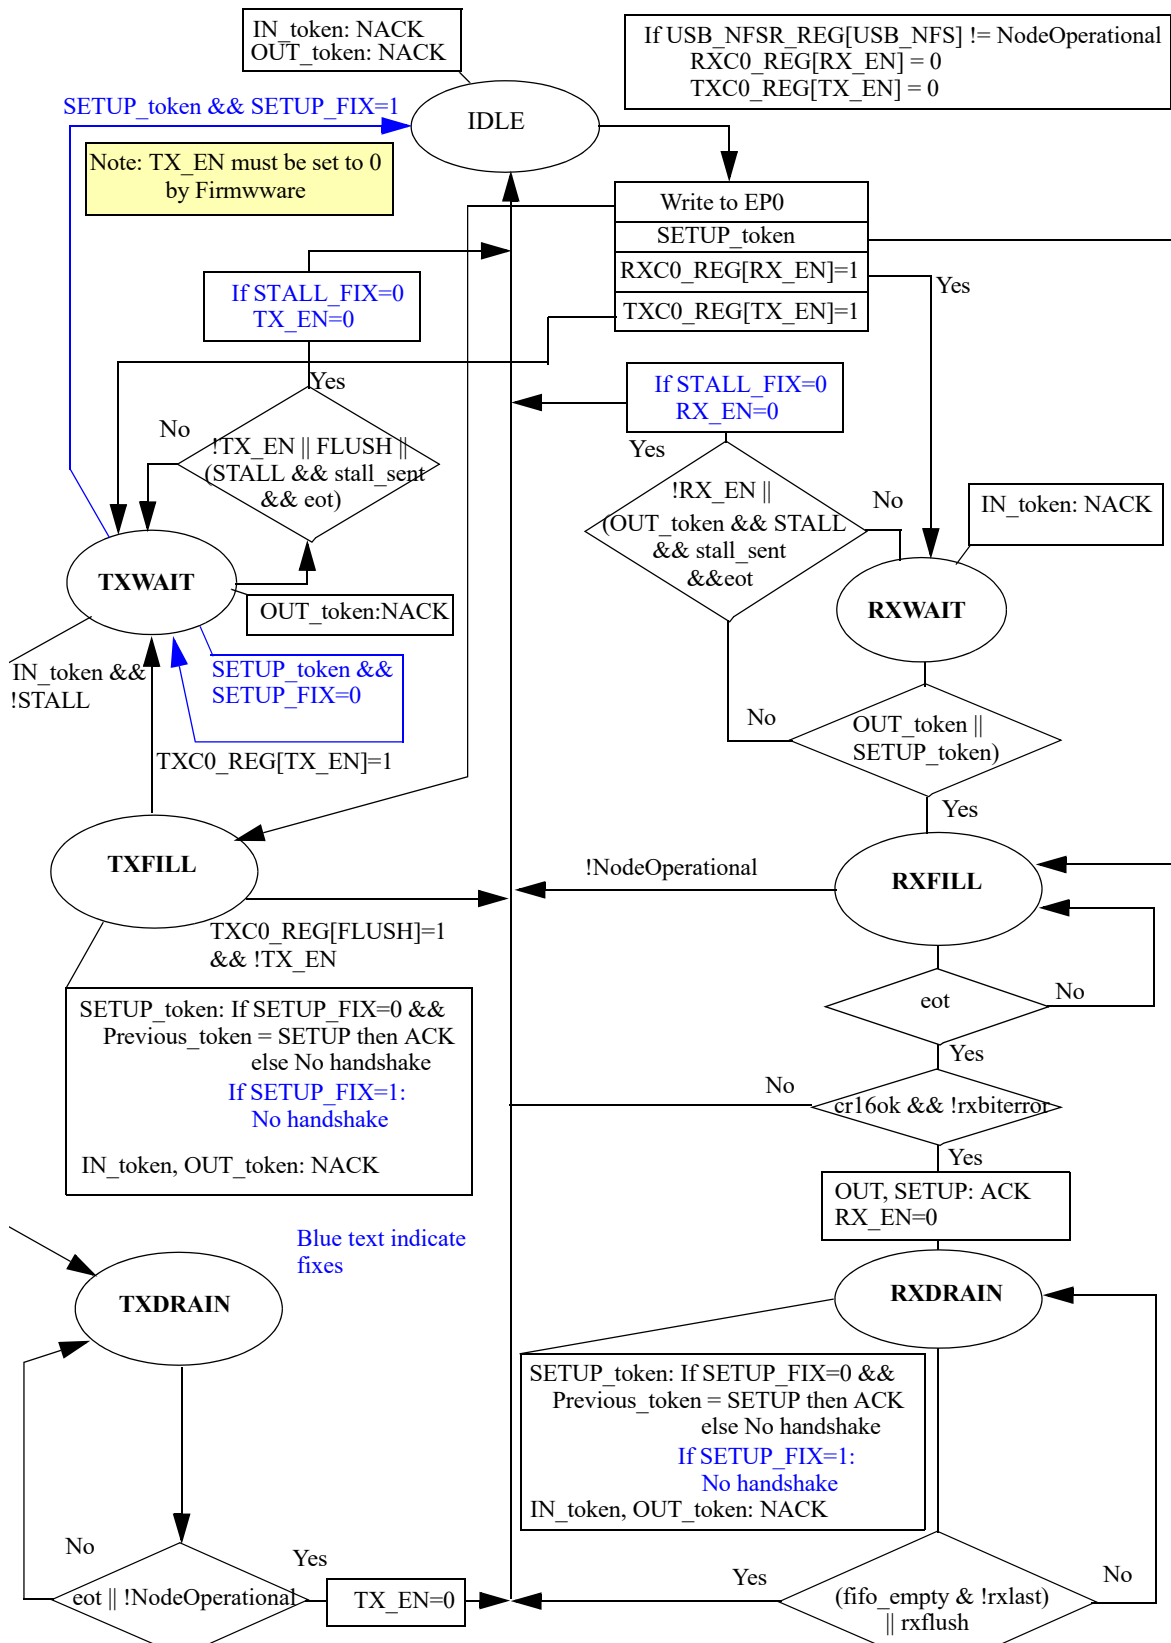 IN_token: NACK
OUT_token: NACK
If USB_NFSR_REG[USB_NFS] != NodeOperational
RXC0_REG[RX_EN] = 0
TXC0_REG[TX_EN] = 0
SETUP_token && SETUP_FIX=1
IDLE
Note: TX_EN must be set to 0
by Firmwware
Write to EP0
SETUP_token
RXC0_REG[RX_EN]=1
TXC0_REG[TX_EN]=1
Yes
If STALL_FIX=0
TX_EN=0
Yes
No
!TX_EN || FLUSH ||
(STALL && stall_sent
&& eot)
If STALL_FIX=0
RX_EN=0
Yes
!RX_EN ||
(OUT_token && STALL
&& stall_sent
&&eot
No
IN_token: NACK
TXWAIT
OUT_token:NACK
RXWAIT
IN_token &&
!STALL
SETUP_token &&
SETUP_FIX=0
No
OUT_token ||
SETUP_token)
TXC0_REG[TX_EN]=1
Yes
TXFILL
!NodeOperational
RXFILL
TXC0_REG[FLUSH]=1
&& !TX_EN
eot
No
Yes
SETUP_token: If SETUP_FIX=0 &&
Previous_token = SETUP then ACK
else No handshake
If SETUP_FIX=1:
No handshake
IN_token, OUT_token: NACK
No
cr16ok && !rxbiterror
Yes
OUT, SETUP: ACK
RX_EN=0
Blue text indicate
fixes
TXDRAIN
RXDRAIN
SETUP_token: If SETUP_FIX=0 &&
Previous_token = SETUP then ACK
else No handshake
If SETUP_FIX=1:
No handshake
IN_token, OUT_token: NACK
No
eot || !NodeOperational
Yes
TX_EN=0
Yes
(fifo_empty & !rxlast)
|| rxflush
No